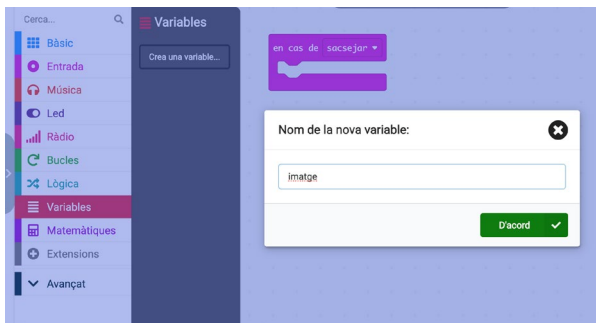 Cerca...
Bàsic
Entrada
Música
Led
Ràdio
Bucles
Lògica
Variables
Matemàtiques
Extensions
Avançat
Variables
Crea una variable...
en cas de sacsejar
Nom de la nova variable:
imatge
D'acord